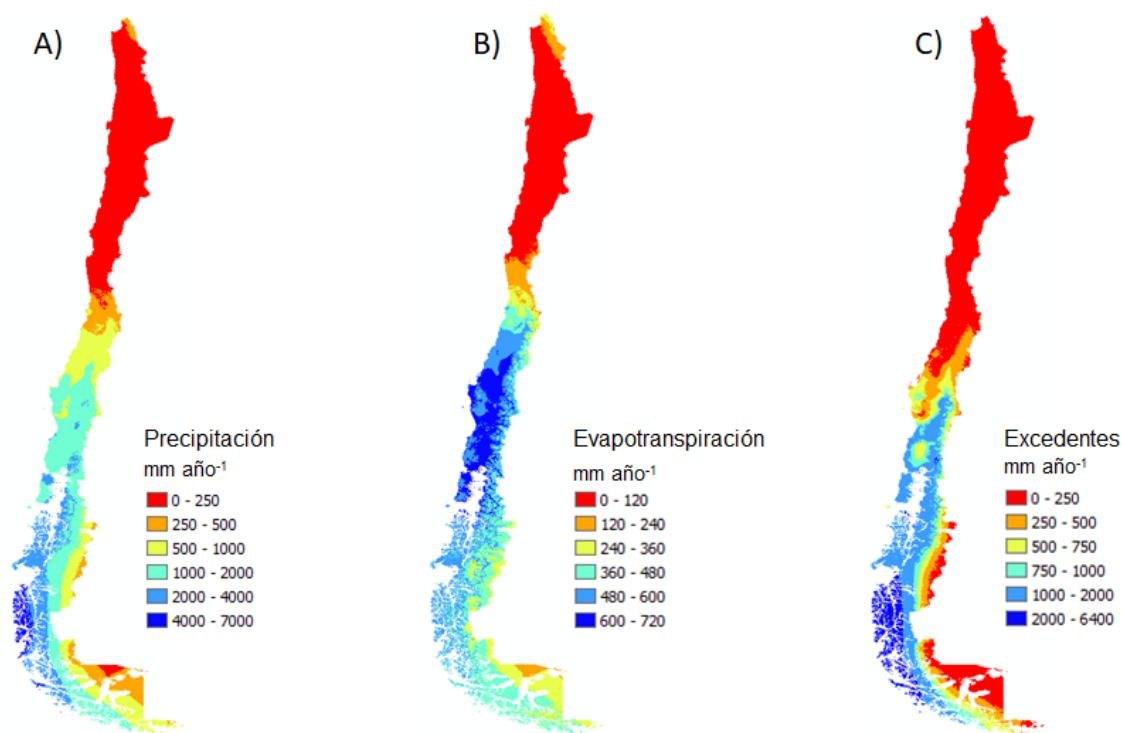 A)
B)
C)
Precipitación
mm año⁻¹
0 - 250
250 - 500
500 - 1000
1000 - 2000
2000 - 4000
4000 - 7000
Evapotranspiración
mm año⁻¹
0 - 120
120 - 240
240 - 360
360 - 480
480 - 600
600 - 720
Excedentes
mm año⁻¹
0 - 250
250 - 500
500 - 750
750 - 1000
1000 - 2000
2000 - 6400